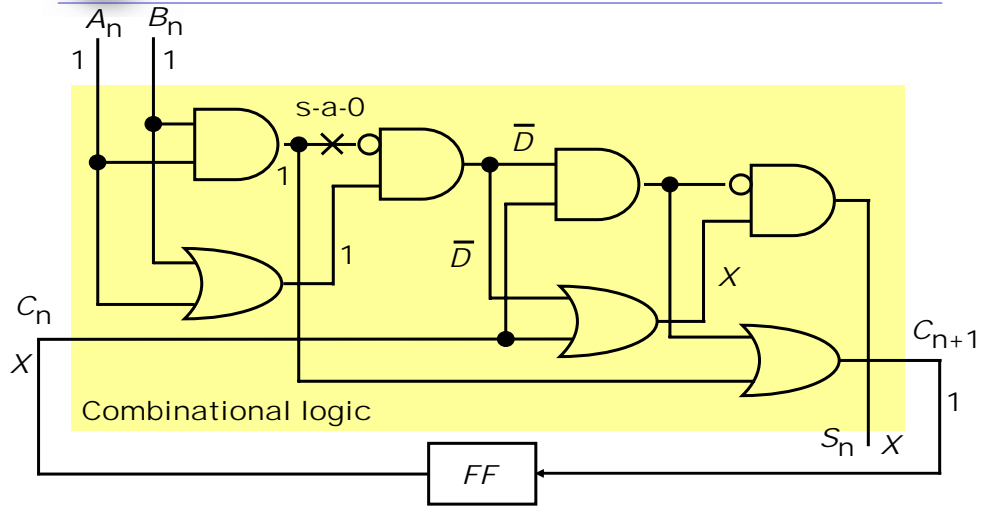 Aₙ Bₙ
1 1
s-a-0
D̅
1
D̅
1
X
Cₙ
Cₙ₊₁
X
Combinational logic
1
Sₙ X
FF